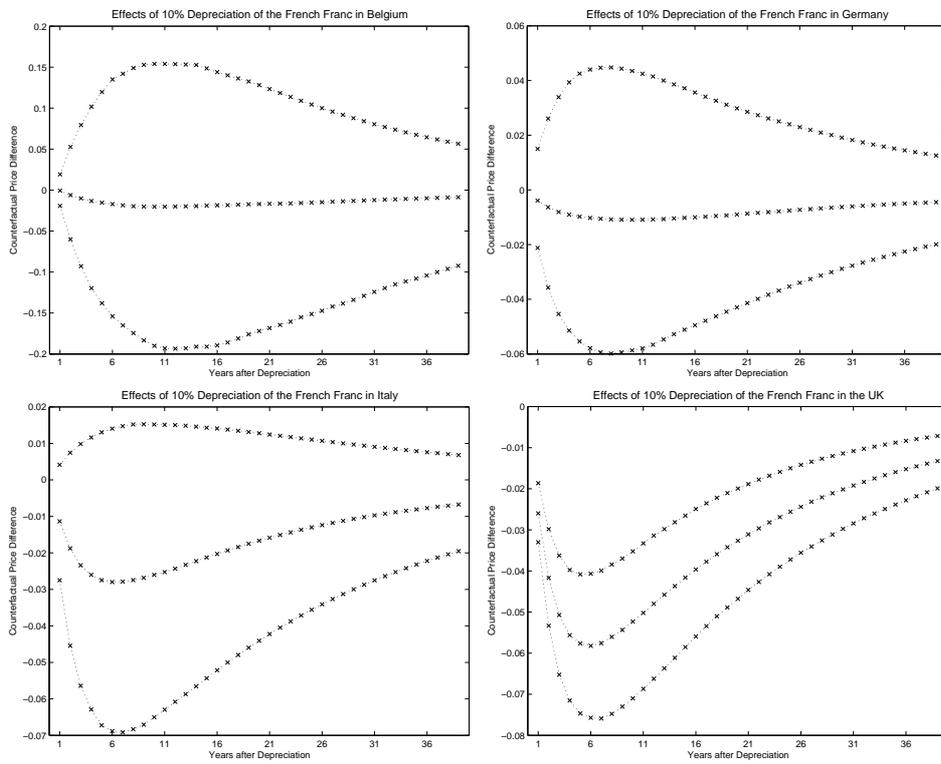 Effects of 10% Depreciation of the French Franc in Belgium
0.2
0.15
0.1
0.05
0
−0.05
−0.1
−0.15
−0.2
Counterfactual Price Difference
1 6 11 16 21 26 31 36
Years after Depreciation
Effects of 10% Depreciation of the French Franc in Germany
0.06
0.04
0.02
0
−0.02
−0.04
−0.06
Counterfactual Price Difference
1 6 11 16 21 26 31 36
Years after Depreciation
Effects of 10% Depreciation of the French Franc in Italy
0.02
0.01
0
−0.01
−0.02
−0.03
−0.04
−0.05
−0.06
−0.07
Counterfactual Price Difference
1 6 11 16 21 26 31 36
Years after Depreciation
Effects of 10% Depreciation of the French Franc in the UK
0
−0.01
−0.02
−0.03
−0.04
−0.05
−0.06
−0.07
−0.08
Counterfactual Price Difference
1 6 11 16 21 26 31 36
Years after Depreciation